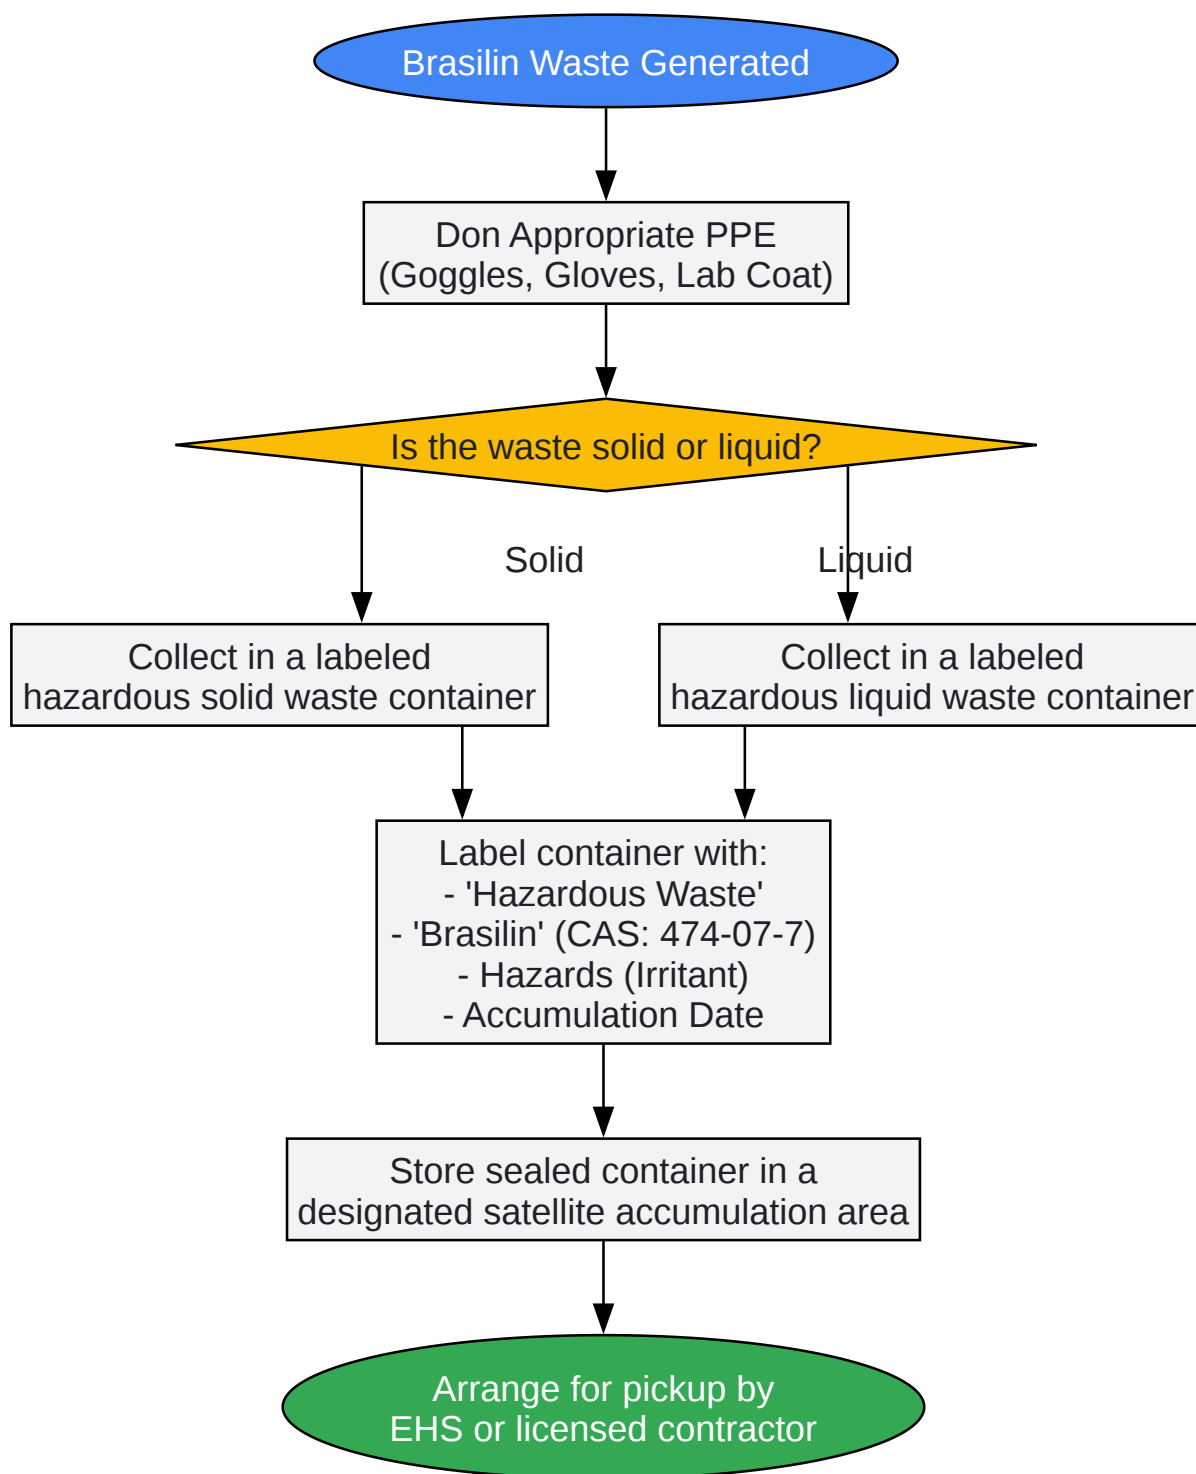 Brasilin Waste Generated
Don Appropriate PPE
(Goggles, Gloves, Lab Coat)
Is the waste solid or liquid?
Solid
Liquid
Collect in a labeled
hazardous solid waste container
Collect in a labeled
hazardous liquid waste container
Label container with:
- 'Hazardous Waste'
- 'Brasilin' (CAS: 474-07-7)
- Hazards (Irritant)
- Accumulation Date
Store sealed container in a
designated satellite accumulation area
Arrange for pickup by
EHS or licensed contractor